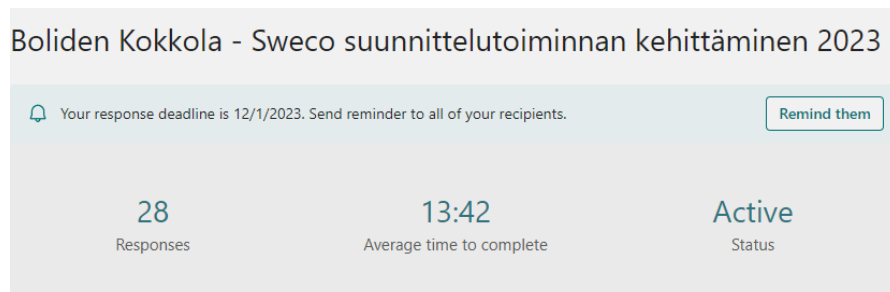 Boliden Kokkola - Sweco suunnittelutoiminnan kehittäminen 2023
Your response deadline is 12/1/2023. Send reminder to all of your recipients.
Remind them
28
Responses
13:42
Average time to complete
Active
Status